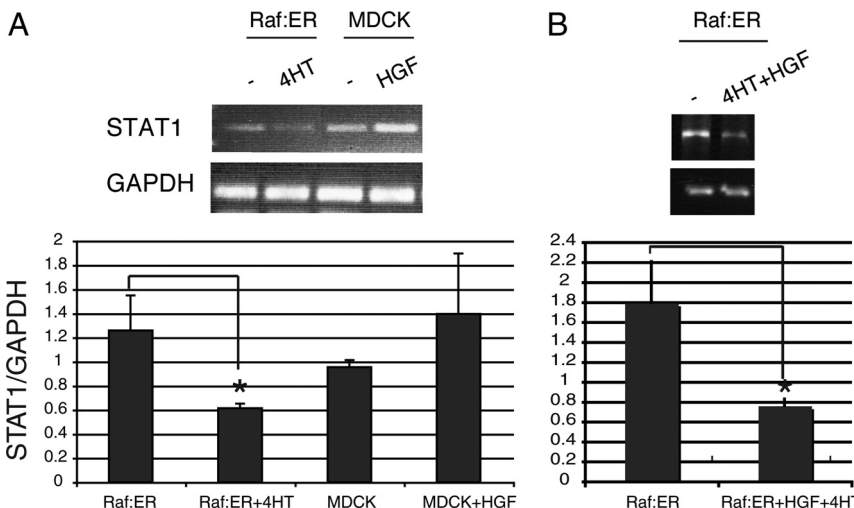 A
Raf:ER MDCK
- 4HT - HGF
STAT1
GAPDH
STAT1/GAPDH
2
1.8
1.6
1.4
1.2
1
0.8
0.6
0.4
0.2
0
*
Raf:ER Raf:ER+4HT MDCK MDCK+HGF
B
Raf:ER
- 4HT+HGF
2.4
2.2
2
1.8
1.6
1.4
1.2
1
0.8
0.6
0.4
0.2
0
*
Raf:ER Raf:ER+HGF+4HT